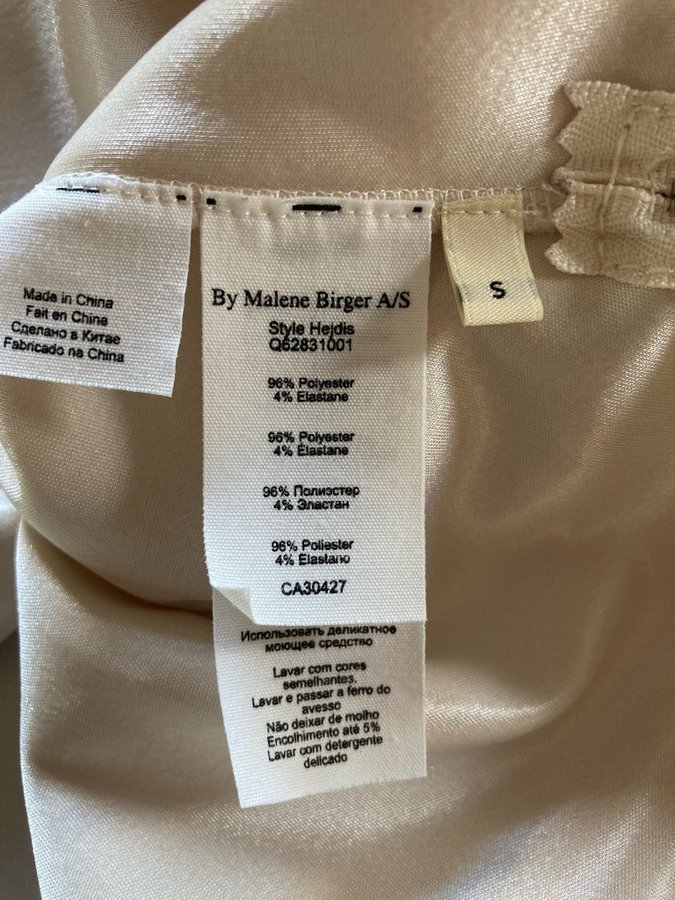 Made in China
Fait en Chine
Сделано в Китае
Fabricado na China
By Malene Birger A/S
Style Hejdis
Q62831001
96% Polyester
4% Elastane
96% Polyester
4% Élastane
96% Полиэстер
4% Эластан
96% Poliester
4% Elastano
CA30427
Использовать деликатное
моющее средство
Lavar com cores
semelhantes.
Lavar e passar a ferro do
avesso
Não deixar de molho
Encolhimento até 5%
Lavar com detergente
delicado
S